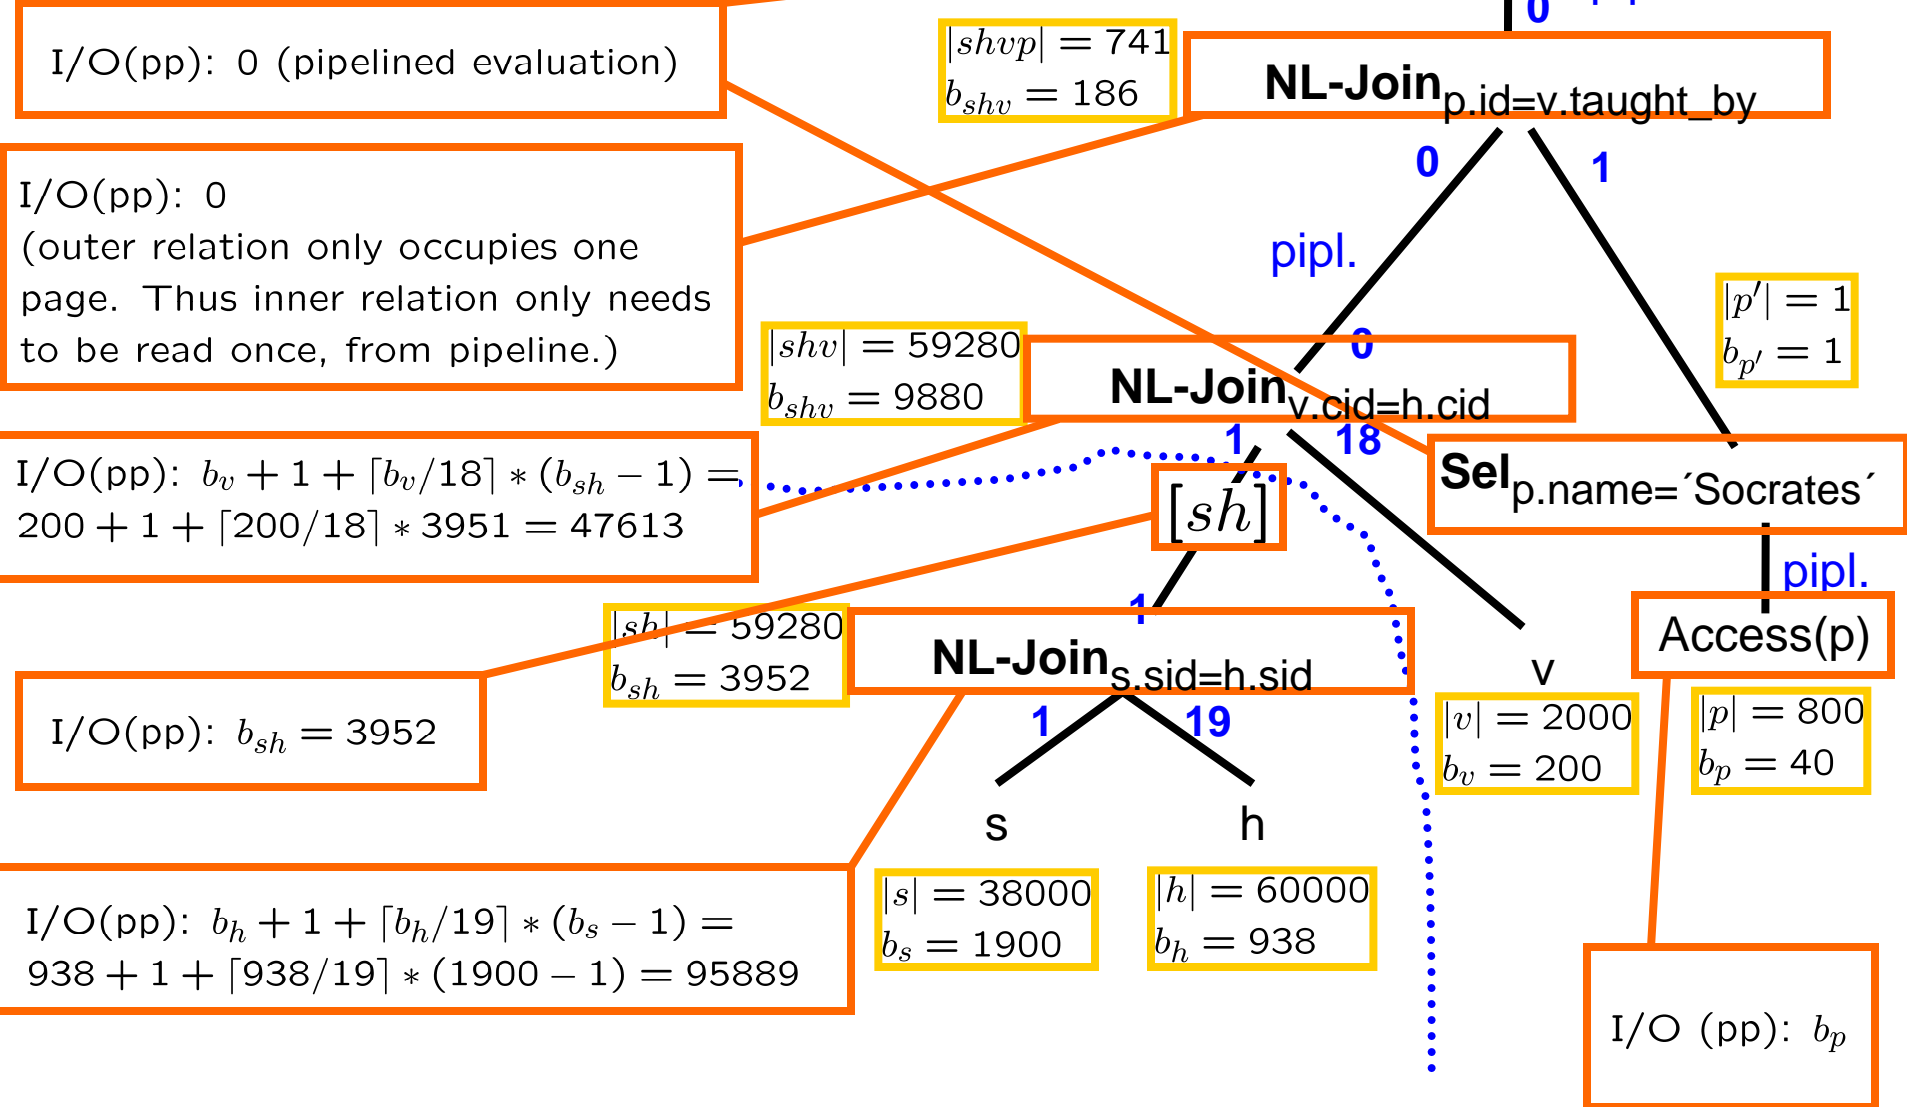 0
I/O(pp): 0 (pipelined evaluation)
|shvp| = 741
b_shv = 186
NL-Join p.id=v.taught_by
0
1
I/O(pp): 0
(outer relation only occupies one
page. Thus inner relation only needs
to be read once, from pipeline.)
pipl.
|p′| = 1
b_p′ = 1
|shv| = 59280
b_shv = 9880
0
NL-Join v.cid=h.cid
1
18
I/O(pp): b_v + 1 + ⌈b_v/18⌉ ∗ (b_sh − 1) =
200 + 1 + ⌈200/18⌉ ∗ 3951 = 47613
[sh]
Sel p.name=´Socrates´
pipl.
1
|sh| = 59280
b_sh = 3952
NL-Join s.sid=h.sid
Access(p)
v
|v| = 2000
b_v = 200
|p| = 800
b_p = 40
I/O(pp): b_sh = 3952
1
19
s
h
|s| = 38000
b_s = 1900
|h| = 60000
b_h = 938
I/O(pp): b_h + 1 + ⌈b_h/19⌉ ∗ (b_s − 1) =
938 + 1 + ⌈938/19⌉ ∗ (1900 − 1) = 95889
I/O (pp): b_p